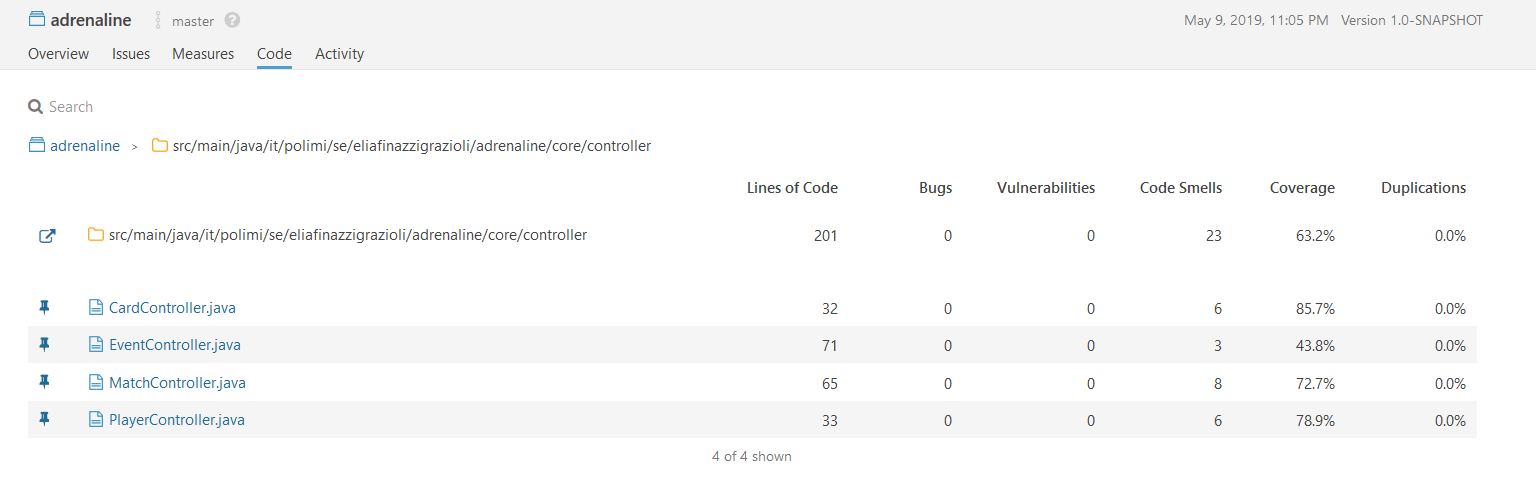 adrenaline master ? May 9, 2019, 11:05 PM Version 1.0-SNAPSHOT
Overview Issues Measures Code Activity
Search
adrenaline > src/main/java/it/polimi/se/eliafinazzigrazioli/adrenaline/core/controller
Lines of Code Bugs Vulnerabilities Code Smells Coverage Duplications
src/main/java/it/polimi/se/eliafinazzigrazioli/adrenaline/core/controller 201 0 0 23 63.2% 0.0%
CardController.java 32 0 0 6 85.7% 0.0%
EventController.java 71 0 0 3 43.8% 0.0%
MatchController.java 65 0 0 8 72.7% 0.0%
PlayerController.java 33 0 0 6 78.9% 0.0%
4 of 4 shown